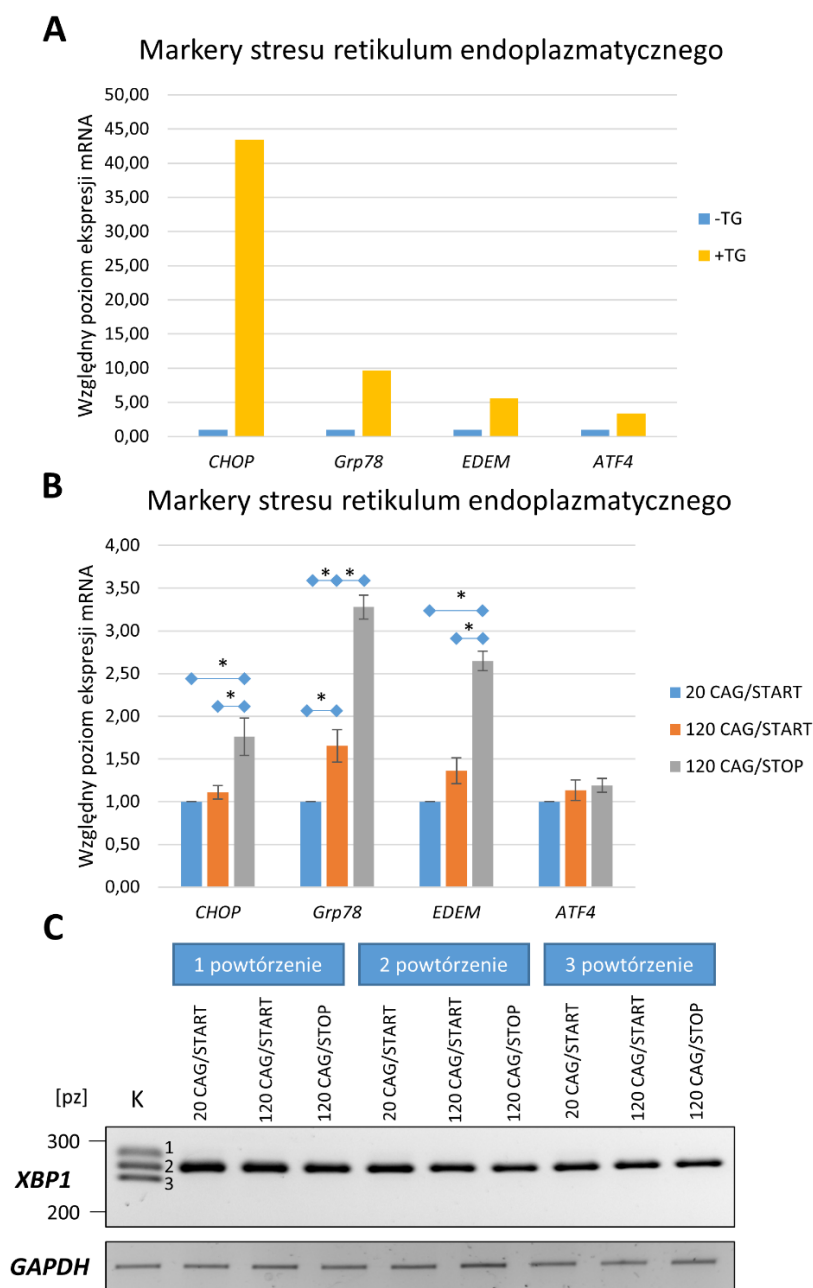 A
Markery stresu retikulum endoplazmatycznego
Względny poziom ekspresji mRNA
50,00
45,00
40,00
35,00
30,00
25,00
20,00
15,00
10,00
5,00
0,00
-TG
+TG
CHOP Grp78 EDEM ATF4
B
Markery stresu retikulum endoplazmatycznego
Względny poziom ekspresji mRNA
4,00
3,50
3,00
2,50
2,00
1,50
1,00
0,50
0,00
* * * * * * *
20 CAG/START
120 CAG/START
120 CAG/STOP
CHOP Grp78 EDEM ATF4
C
1 powtórzenie 2 powtórzenie 3 powtórzenie
20 CAG/START
120 CAG/START
120 CAG/STOP
20 CAG/START
120 CAG/START
120 CAG/STOP
20 CAG/START
120 CAG/START
120 CAG/STOP
[pz] K
300
1
2
3
XBP1
200
GAPDH